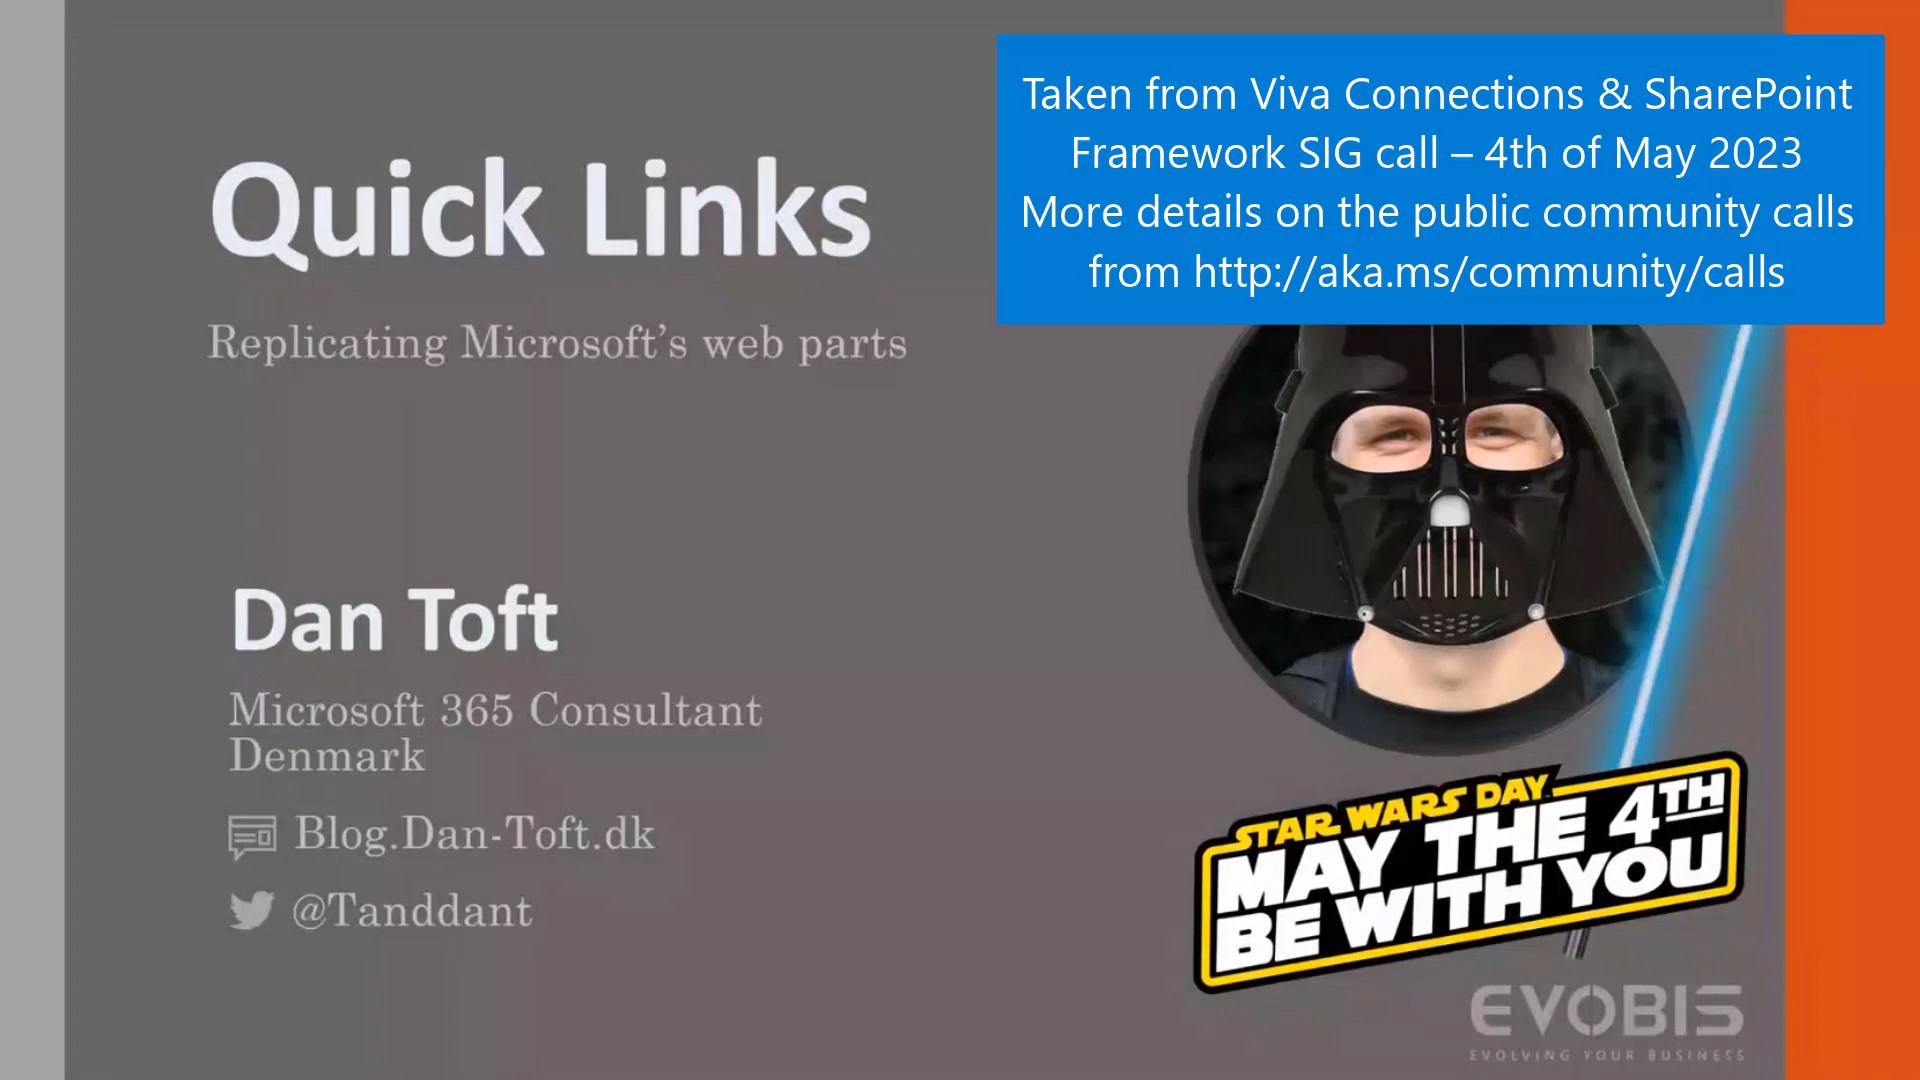 Quick Links
Replicating Microsoft's web parts
Taken from Viva Connections & SharePoint
Framework SIG call – 4th of May 2023
More details on the public community calls
from http://aka.ms/community/calls
Dan Toft
Microsoft 365 Consultant
Denmark
Blog.Dan-Toft.dk
@Tanddant
STAR WARS DAY
MAY THE 4TH
BE WITH YOU
EVOBIS
EVOLVING YOUR BUSINESS